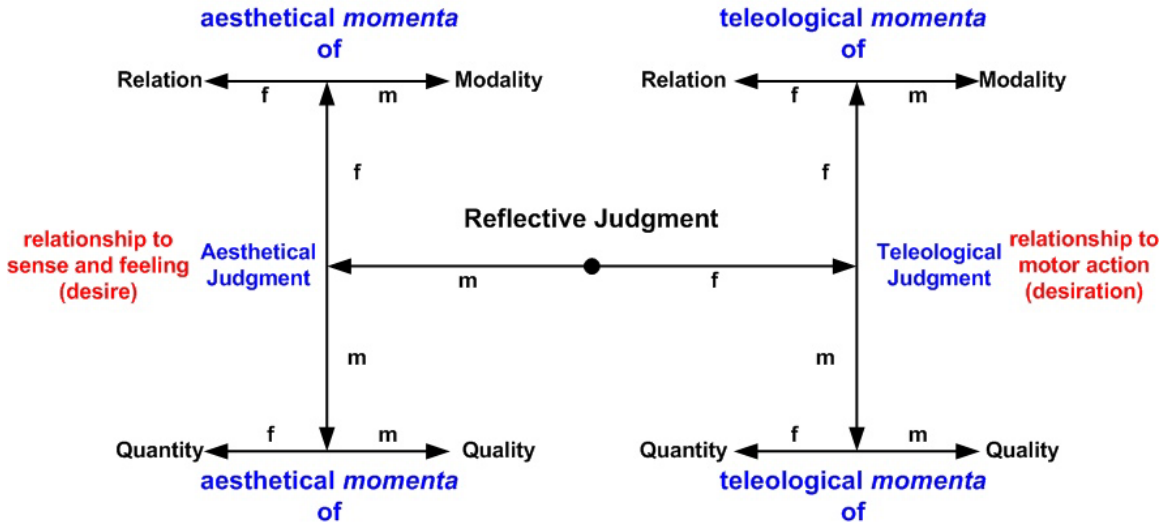 aesthetical momenta
of
teleological momenta
of
Relation
Modality
Relation
Modality
f
m
f
m
f
f
Reflective Judgment
relationship to
sense and feeling
(desire)
Aesthetical
Judgment
Teleological
Judgment
relationship to
motor action
(desiration)
m
f
m
m
f
m
f
m
Quantity
Quality
Quantity
Quality
aesthetical momenta
of
teleological momenta
of